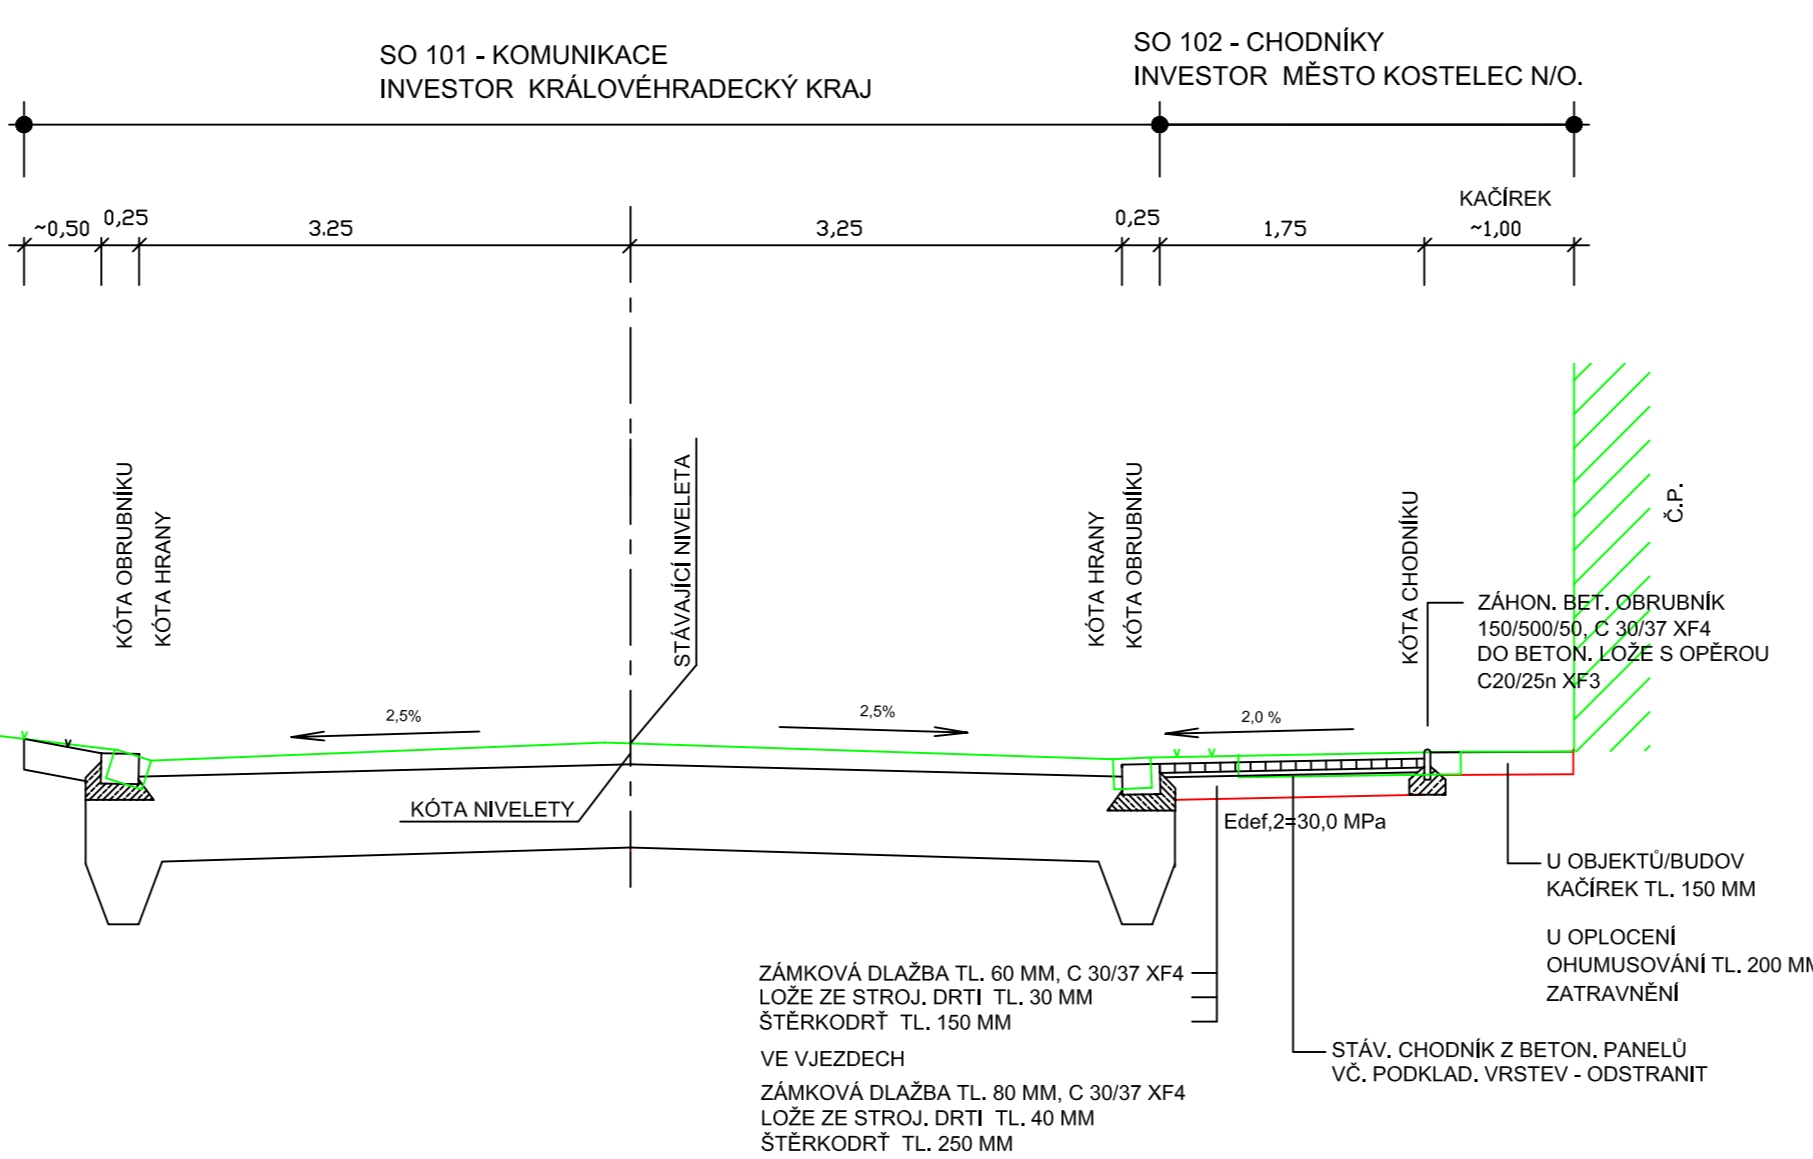 SO 101 - KOMUNIKACE
INVESTOR KRÁLOVÉHRADECKÝ KRAJ
SO 102 - CHODNÍKY
INVESTOR MĚSTO KOSTELEC N/O.
~0,50
0,25
3.25
3,25
0,25
1,75
KAČÍREK
~1,00
KÓTA OBRUBNÍKU
KÓTA HRANY
STÁVAJÍCÍ NIVELETA
KÓTA HRANY
KÓTA OBRUBNÍKU
KÓTA CHODNÍKU
Č.P.
ZÁHON. BET. OBRUBNÍK
150/500/50, C 30/37 XF4
DO BETON. LOŽE S OPĚROU
C20/25n XF3
2,5%
2,5%
2,0 %
KÓTA NIVELETY
Edef,2=30,0 MPa
U OBJEKTŮ/BUDOV
KAČÍREK TL. 150 MM
U OPLOCENÍ
OHUMUSOVÁNÍ TL. 200 MM
ZATRAVNĚNÍ
ZÁMKOVÁ DLAŽBA TL. 60 MM, C 30/37 XF4
LOŽE ZE STROJ. DRTI TL. 30 MM
ŠTĚRKODRŤ TL. 150 MM
VE VJEZDECH
ZÁMKOVÁ DLAŽBA TL. 80 MM, C 30/37 XF4
LOŽE ZE STROJ. DRTI TL. 40 MM
ŠTĚRKODRŤ TL. 250 MM
STÁV. CHODNÍK Z BETON. PANELŮ
VČ. PODKLAD. VRSTEV - ODSTRANIT